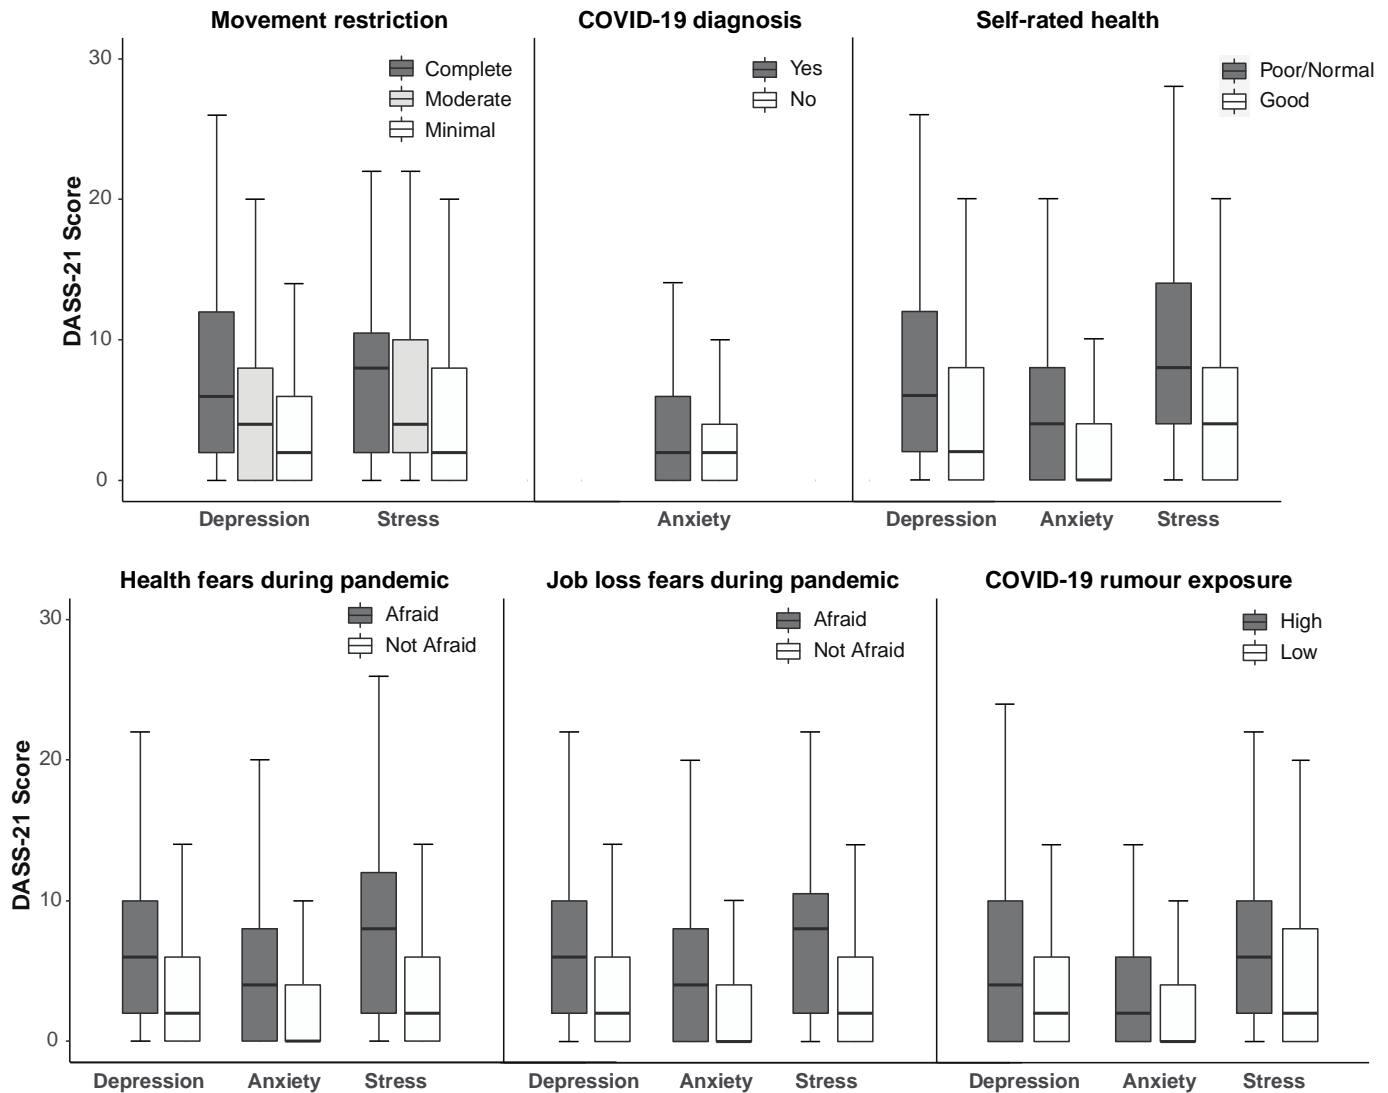 Movement restriction
COVID-19 diagnosis
Self-rated health
30
Complete
Moderate
Minimal
Yes
No
Poor/Normal
Good
20
10
0
DASS-21 Score
Depression
Stress
Anxiety
Depression
Anxiety
Stress
Health fears during pandemic
Job loss fears during pandemic
COVID-19 rumour exposure
30
Afraid
Not Afraid
Afraid
Not Afraid
High
Low
20
10
0
DASS-21 Score
Depression
Anxiety
Stress
Depression
Anxiety
Stress
Depression
Anxiety
Stress